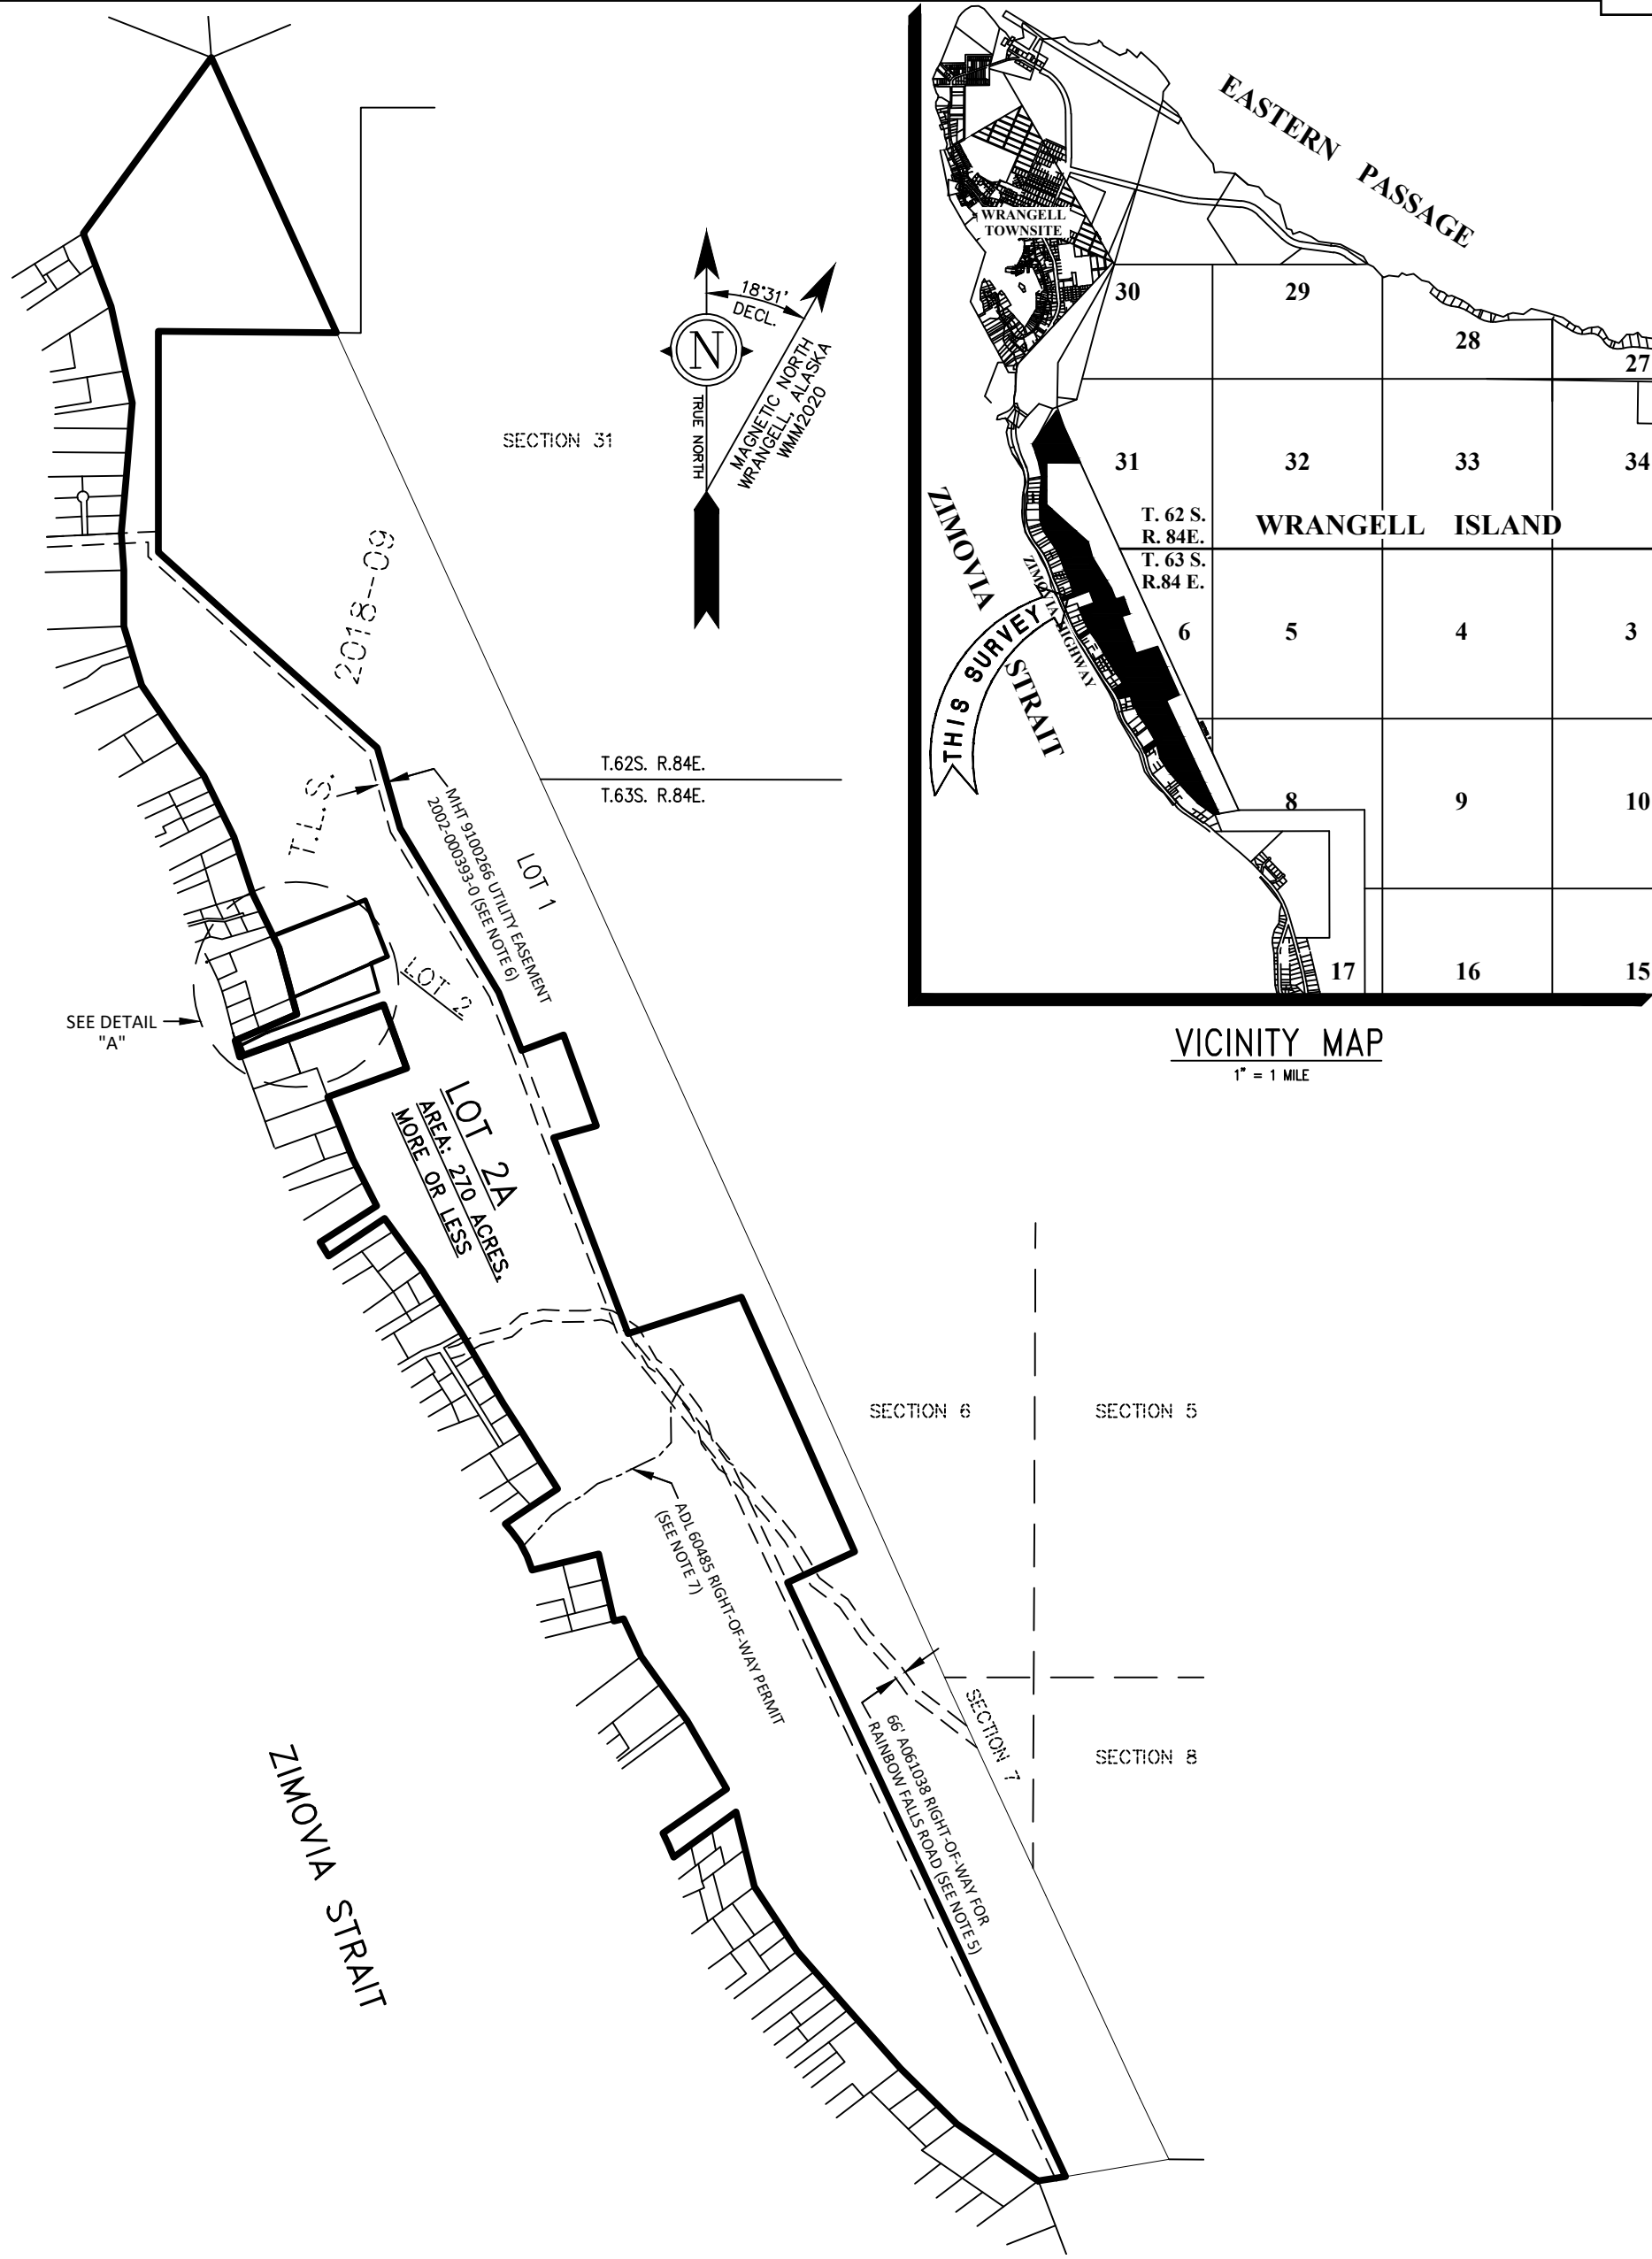 EASTERN PASSAGE
WRANGELL
TOWNSITE
30
29
28
27
31
32
33
34
T. 62 S.
R. 84E.
WRANGELL ISLAND
T. 63 S.
R.84 E.
6
5
4
3
8
9
10
17
16
15
ZIMOVIA
STRAIT
ZIMOVIA HIGHWAY
THIS SURVEY
VICINITY MAP
1" = 1 MILE
18°31'
DECL.
N
TRUE NORTH
MAGNETIC NORTH
WRANGELL, ALASKA
WMM2020
SECTION 31
2018-09
T.L.S.
T.62S. R.84E.
T.63S. R.84E.
MHT 9100266 UTILITY EASEMENT
2002-000393-0 (SEE NOTE 6)
LOT 1
LOT 2
SEE DETAIL
"A"
LOT 2A
AREA: 270 ACRES,
MORE OR LESS
SECTION 6
SECTION 5
ADL 60485 RIGHT-OF-WAY PERMIT
(SEE NOTE 7)
SECTION 7
SECTION 8
66' A061038 RIGHT-OF-WAY FOR
RAINBOW FALLS ROAD (SEE NOTE 5)
ZIMOVIA STRAIT